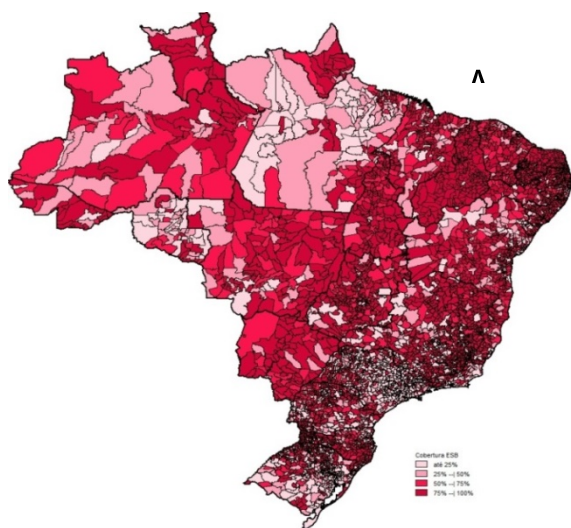 ʌ
Cobertura ESB
até 25%
25% --| 50%
50% --| 75%
75% --| 100%